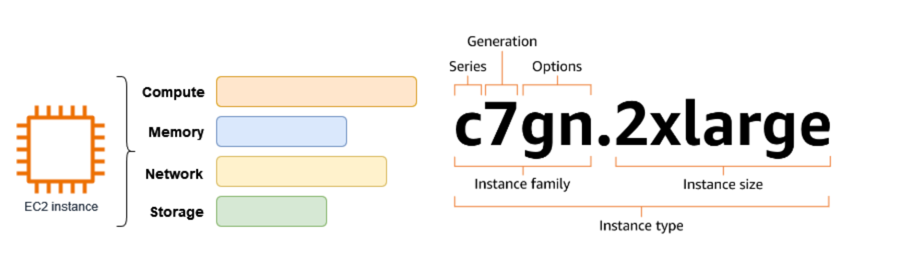 Compute
Memory
Network
Storage
EC2 instance
Generation
Series
Options
c7gn.2xlarge
Instance family
Instance size
Instance type